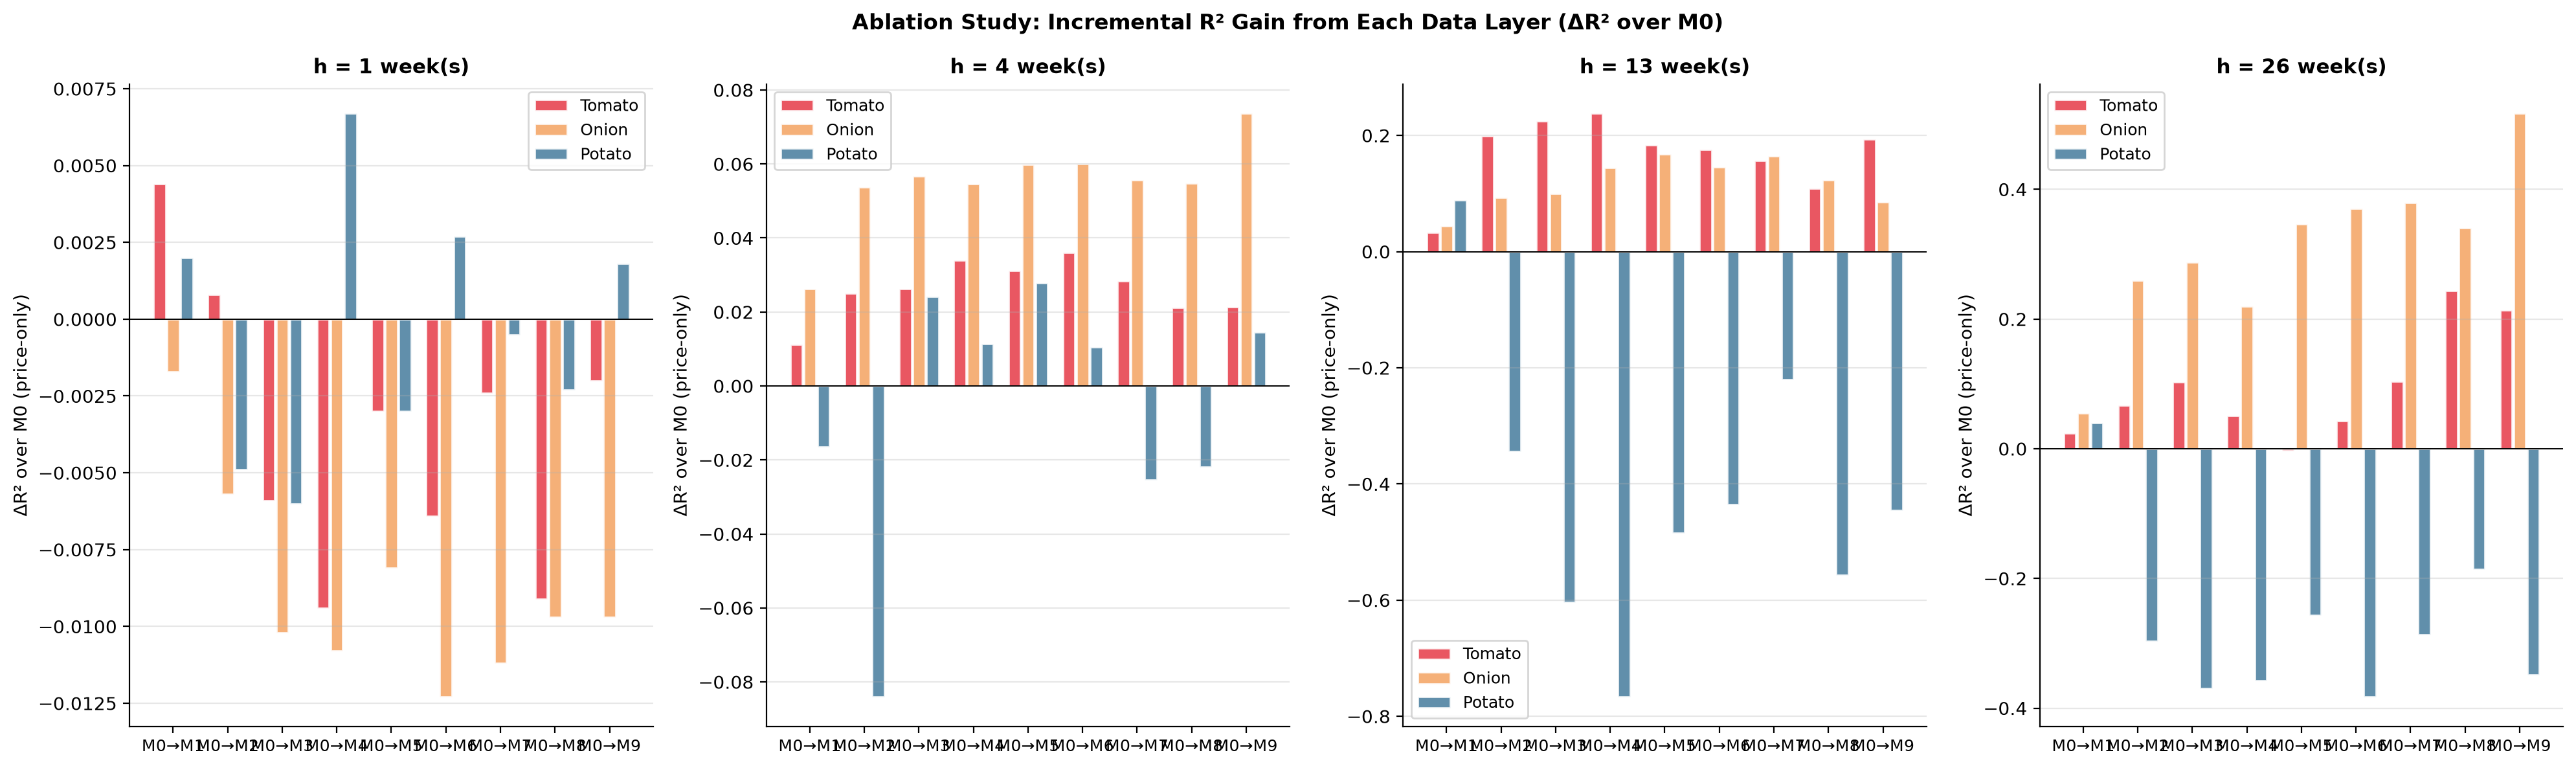 Ablation Study: Incremental R² Gain from Each Data Layer (ΔR² over M0)
h = 1 week(s)
ΔR² over M0 (price-only)
0.0075
0.0050
0.0025
0.0000
−0.0025
−0.0050
−0.0075
−0.0100
−0.0125
Tomato
Onion
Potato
M0→M1 M0→M2 M0→M3 M0→M4 M0→M5 M0→M6 M0→M7 M0→M8 M0→M9
h = 4 week(s)
ΔR² over M0 (price-only)
0.08
0.06
0.04
0.02
0.00
−0.02
−0.04
−0.06
−0.08
Tomato
Onion
Potato
M0→M1 M0→M2 M0→M3 M0→M4 M0→M5 M0→M6 M0→M7 M0→M8 M0→M9
h = 13 week(s)
ΔR² over M0 (price-only)
0.2
0.0
−0.2
−0.4
−0.6
−0.8
Tomato
Onion
Potato
M0→M1 M0→M2 M0→M3 M0→M4 M0→M5 M0→M6 M0→M7 M0→M8 M0→M9
h = 26 week(s)
ΔR² over M0 (price-only)
0.4
0.2
0.0
−0.2
−0.4
Tomato
Onion
Potato
M0→M1 M0→M2 M0→M3 M0→M4 M0→M5 M0→M6 M0→M7 M0→M8 M0→M9